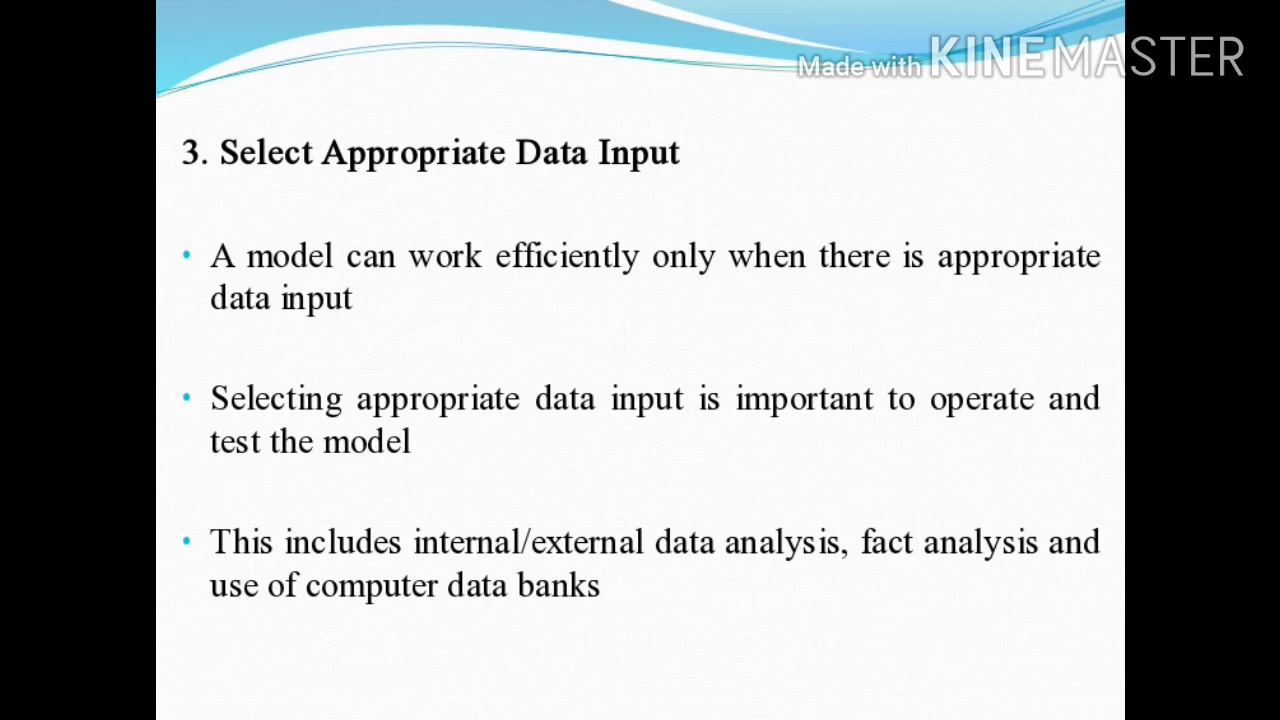 Made with KINEMASTER
3. Select Appropriate Data Input
• A model can work efficiently only when there is appropriate
data input
• Selecting appropriate data input is important to operate and
test the model
• This includes internal/external data analysis, fact analysis and
use of computer data banks